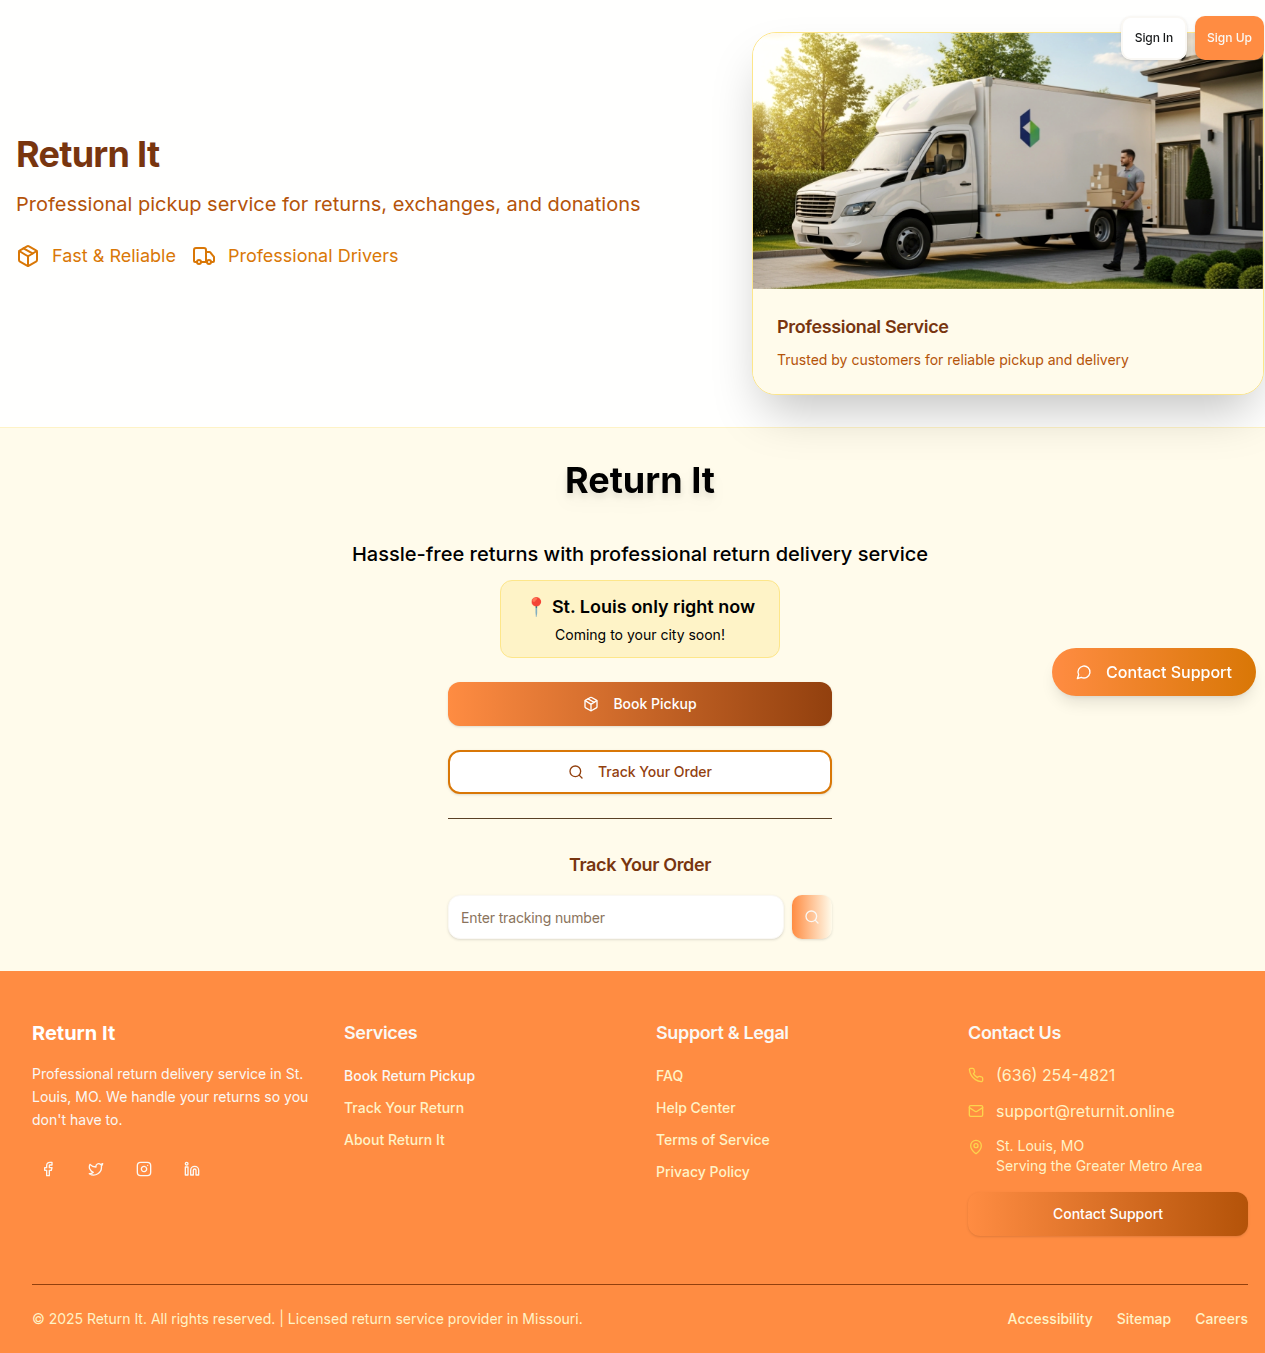 Sign In
Sign Up
Return It
Professional pickup service for returns, exchanges, and donations
Fast & Reliable
Professional Drivers
Professional Service
Trusted by customers for reliable pickup and delivery
Return It
Hassle-free returns with professional return delivery service
📍 St. Louis only right now
Coming to your city soon!
Book Pickup
Contact Support
Track Your Order
Track Your Order
Enter tracking number
Return It
Professional return delivery service in St.
Louis, MO. We handle your returns so you
don't have to.
Services
Book Return Pickup
Track Your Return
About Return It
Support & Legal
FAQ
Help Center
Terms of Service
Privacy Policy
Contact Us
(636) 254-4821
support@returnit.online
St. Louis, MO
Serving the Greater Metro Area
Contact Support
© 2025 Return It. All rights reserved. | Licensed return service provider in Missouri.
Accessibility
Sitemap
Careers